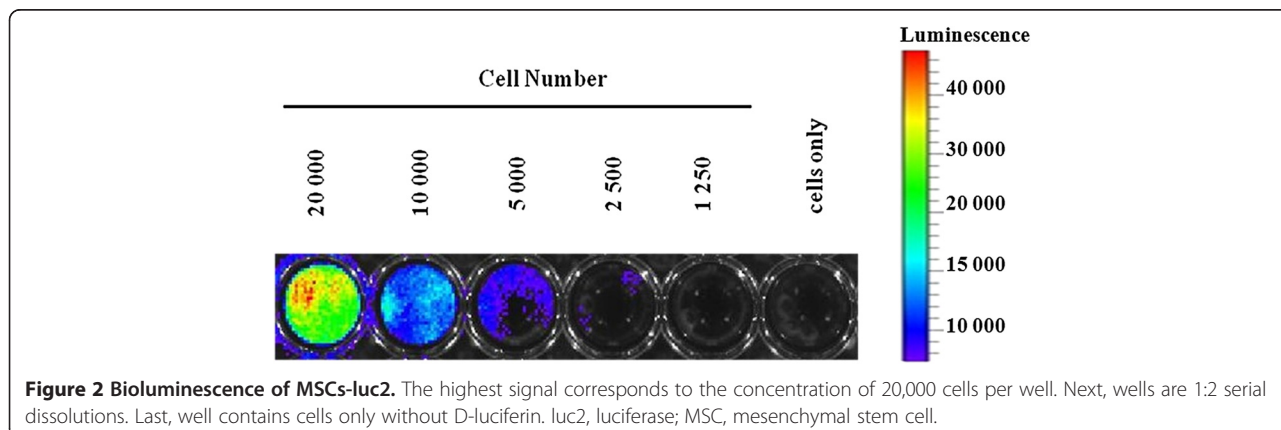 Luminescence
Cell Number
20 000
10 000
5 000
2 500
1 250
cells only
40 000
30 000
20 000
15 000
10 000
Figure 2 Bioluminescence of MSCs-luc2. The highest signal corresponds to the concentration of 20,000 cells per well. Next, wells are 1:2 serial
dissolutions. Last, well contains cells only without D-luciferin. luc2, luciferase; MSC, mesenchymal stem cell.